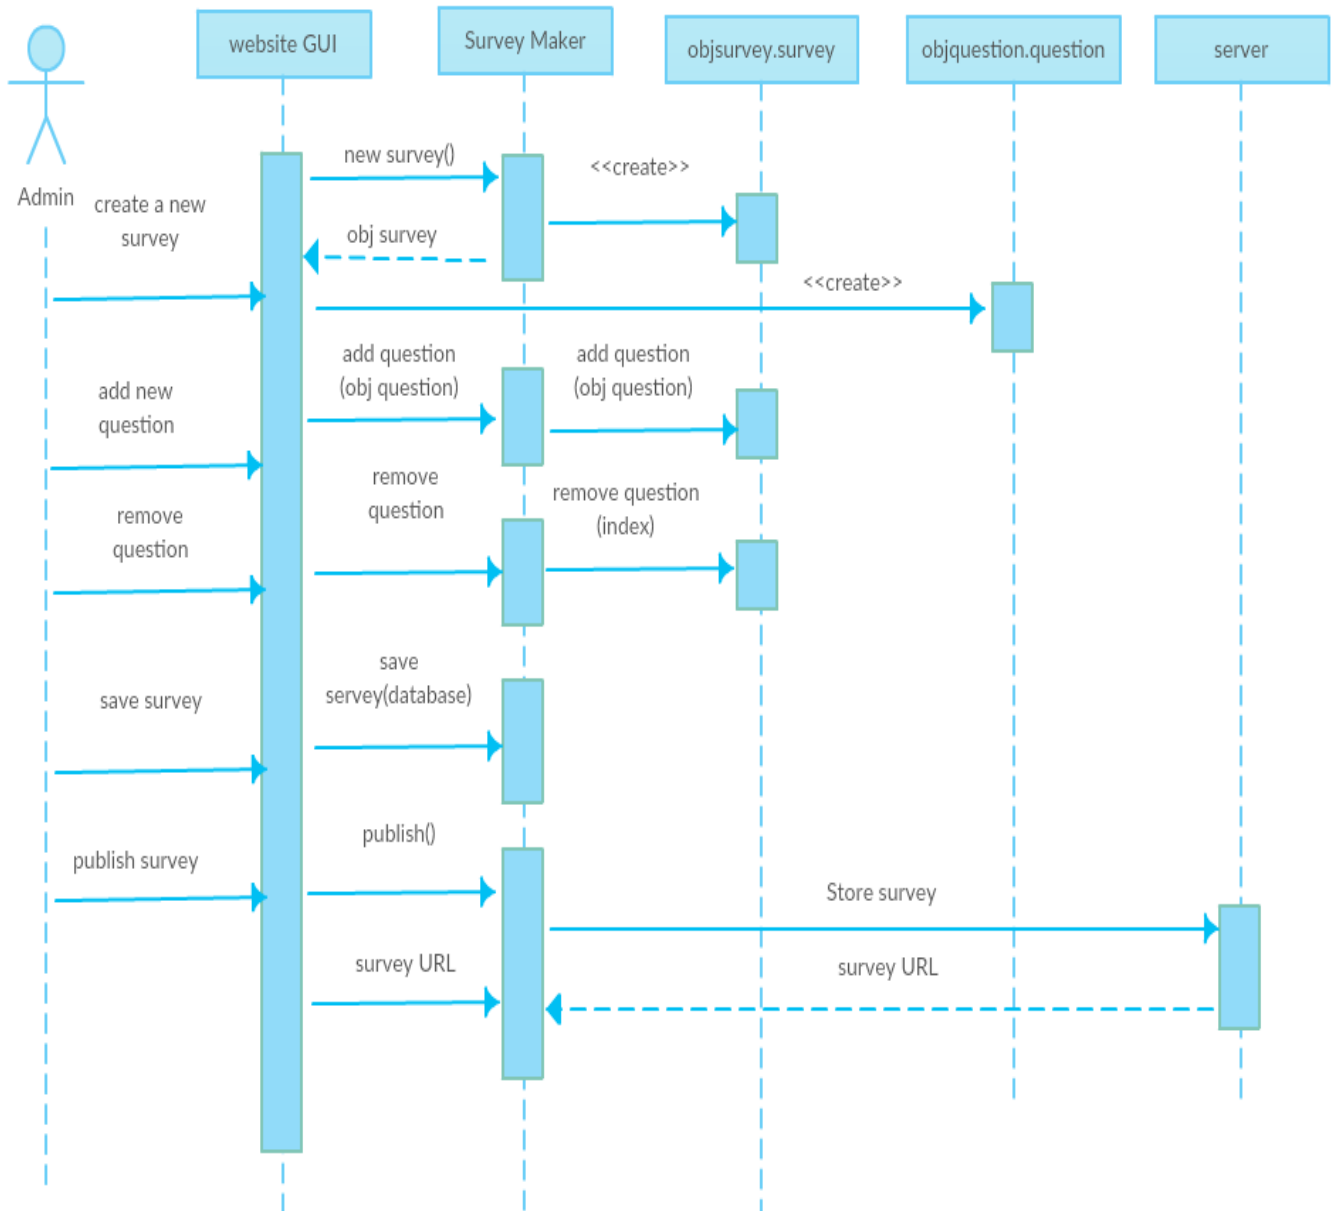 website GUI
Survey Maker
objsurvey.survey
objquestion.question
server
Admin
new survey()
<<create>>
create a new
survey
obj survey
<<create>>
add question
(obj question)
add question
(obj question)
add new
question
remove
question
remove question
(index)
remove
question
save
servey(database)
save survey
publish()
publish survey
Store survey
survey URL
survey URL